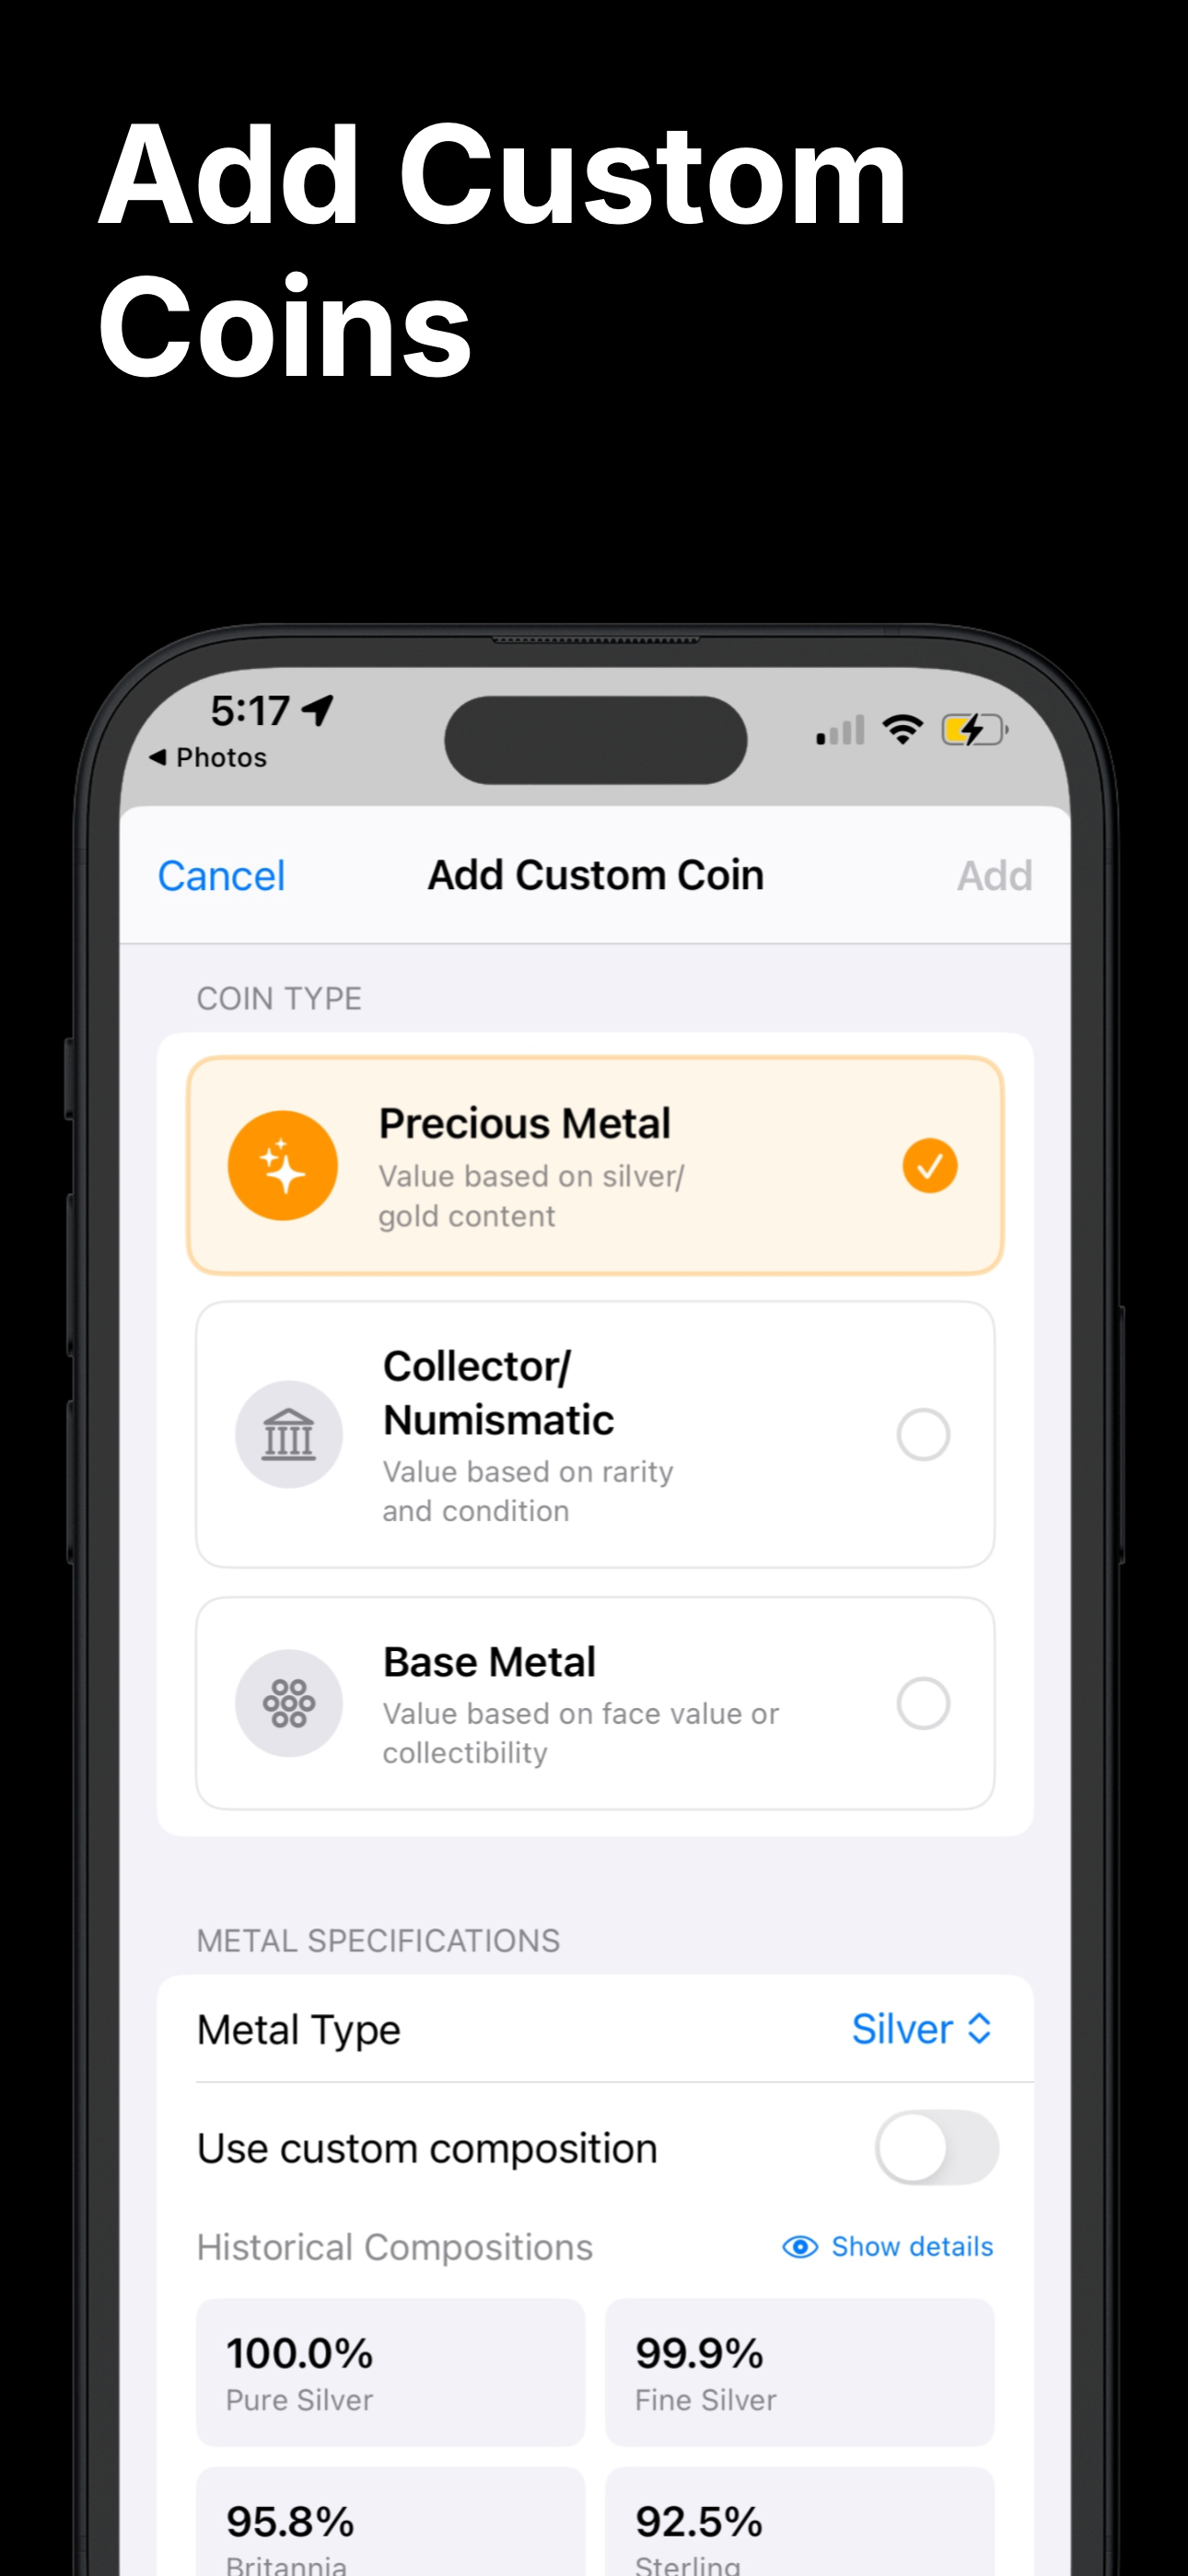 Add Custom
Coins
5:17
Photos
Cancel
Add Custom Coin
Add
COIN TYPE
Precious Metal
Value based on silver/
gold content
Collector/
Numismatic
Value based on rarity
and condition
Base Metal
Value based on face value or
collectibility
METAL SPECIFICATIONS
Metal Type
Silver
Use custom composition
Historical Compositions
Show details
100.0%
Pure Silver
99.9%
Fine Silver
95.8%
Britannia
92.5%
Sterling